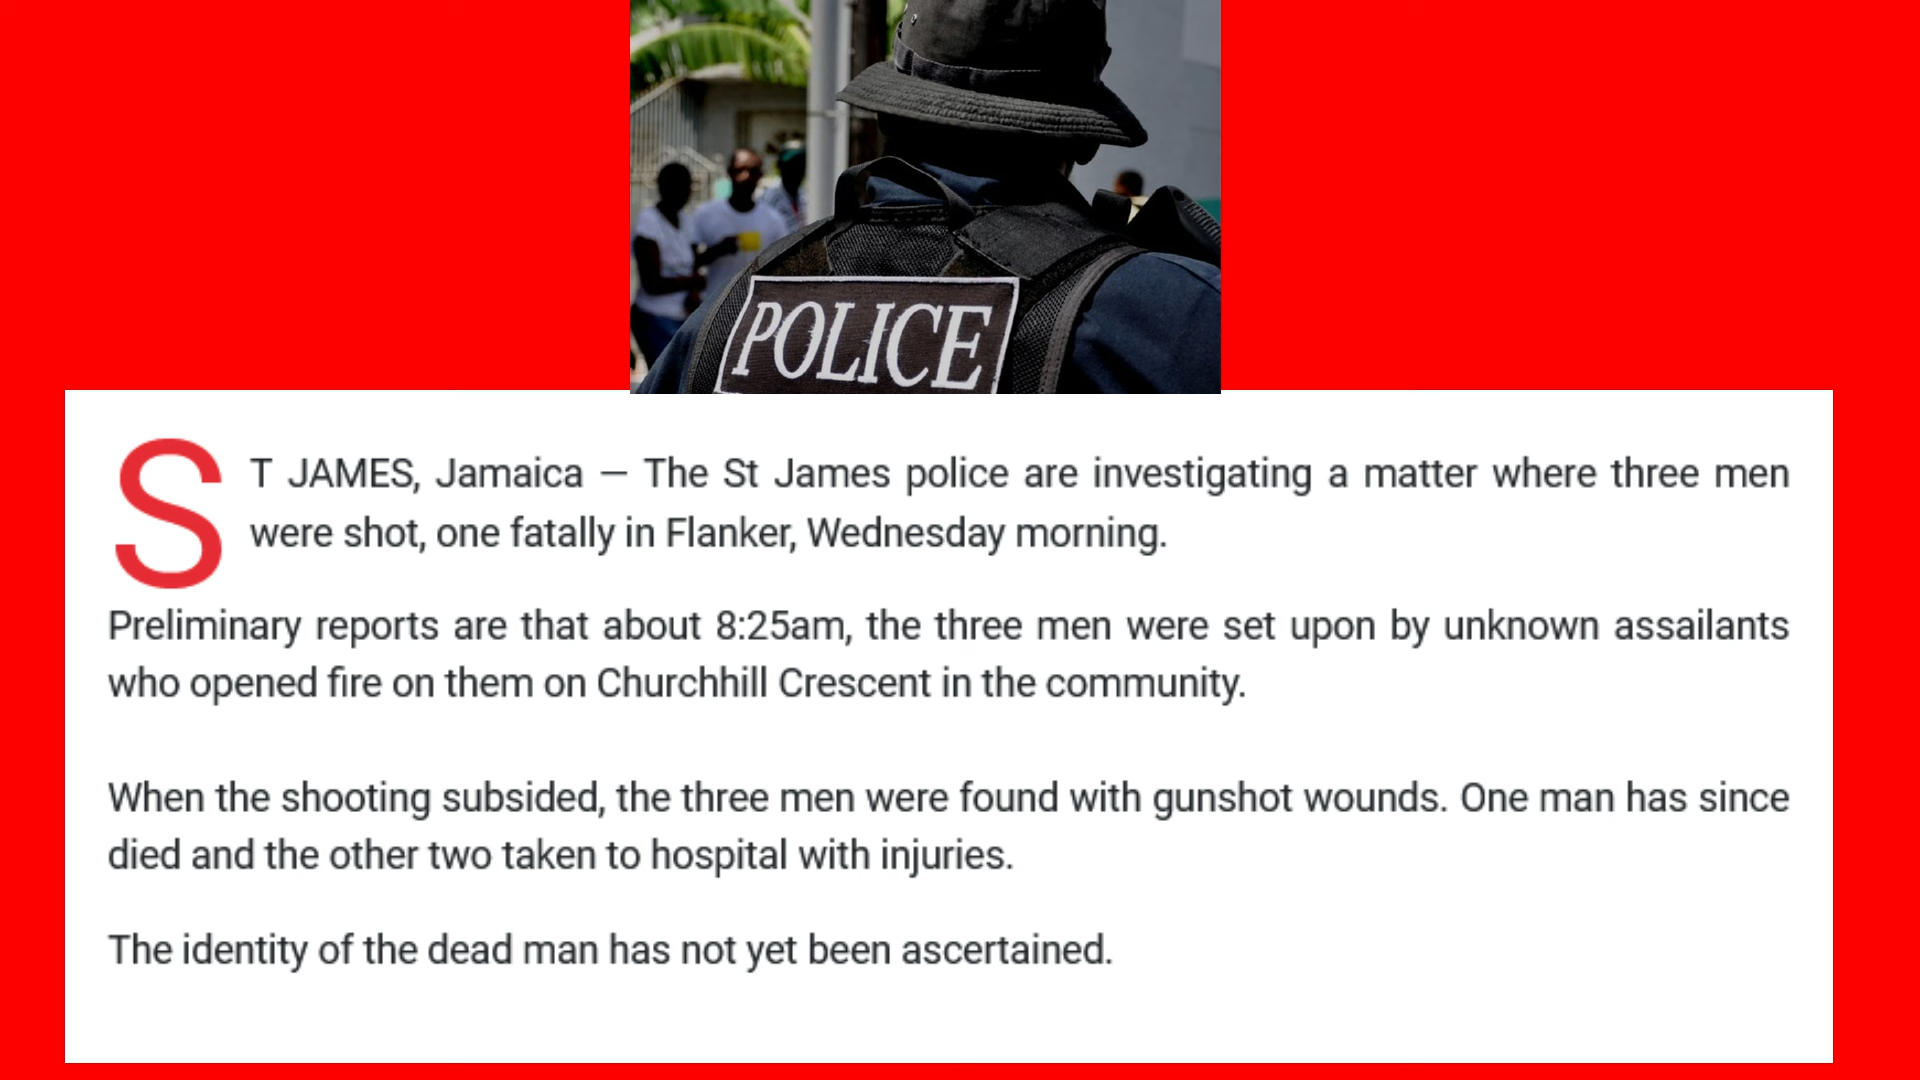 POLICE
ST JAMES, Jamaica — The St James police are investigating a matter where three men
were shot, one fatally in Flanker, Wednesday morning.
Preliminary reports are that about 8:25am, the three men were set upon by unknown assailants
who opened fire on them on Churchhill Crescent in the community.
When the shooting subsided, the three men were found with gunshot wounds. One man has since
died and the other two taken to hospital with injuries.
The identity of the dead man has not yet been ascertained.